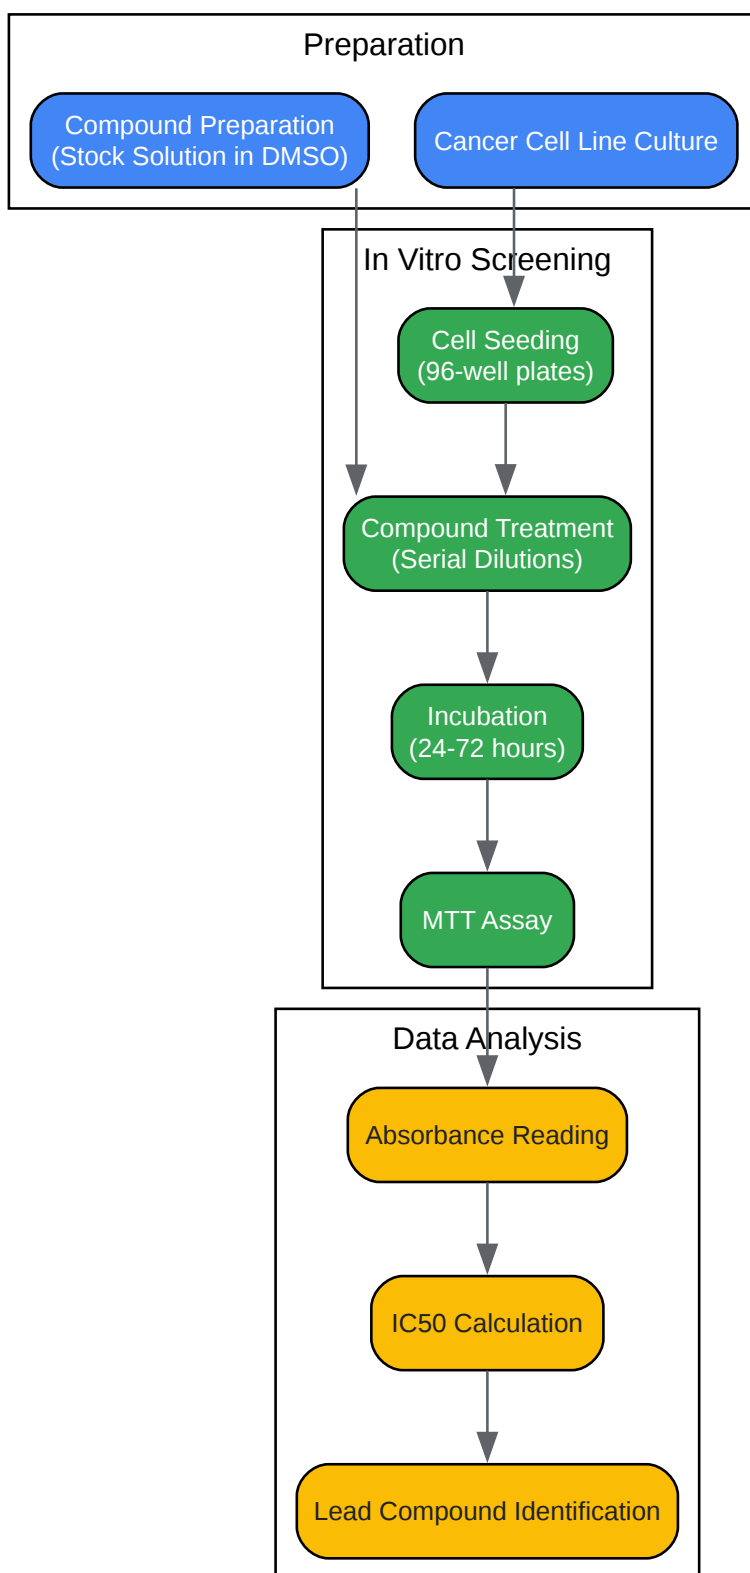 Preparation
Compound Preparation
(Stock Solution in DMSO)
Cancer Cell Line Culture
In Vitro Screening
Cell Seeding
(96-well plates)
Compound Treatment
(Serial Dilutions)
Incubation
(24-72 hours)
MTT Assay
Data Analysis
Absorbance Reading
IC50 Calculation
Lead Compound Identification